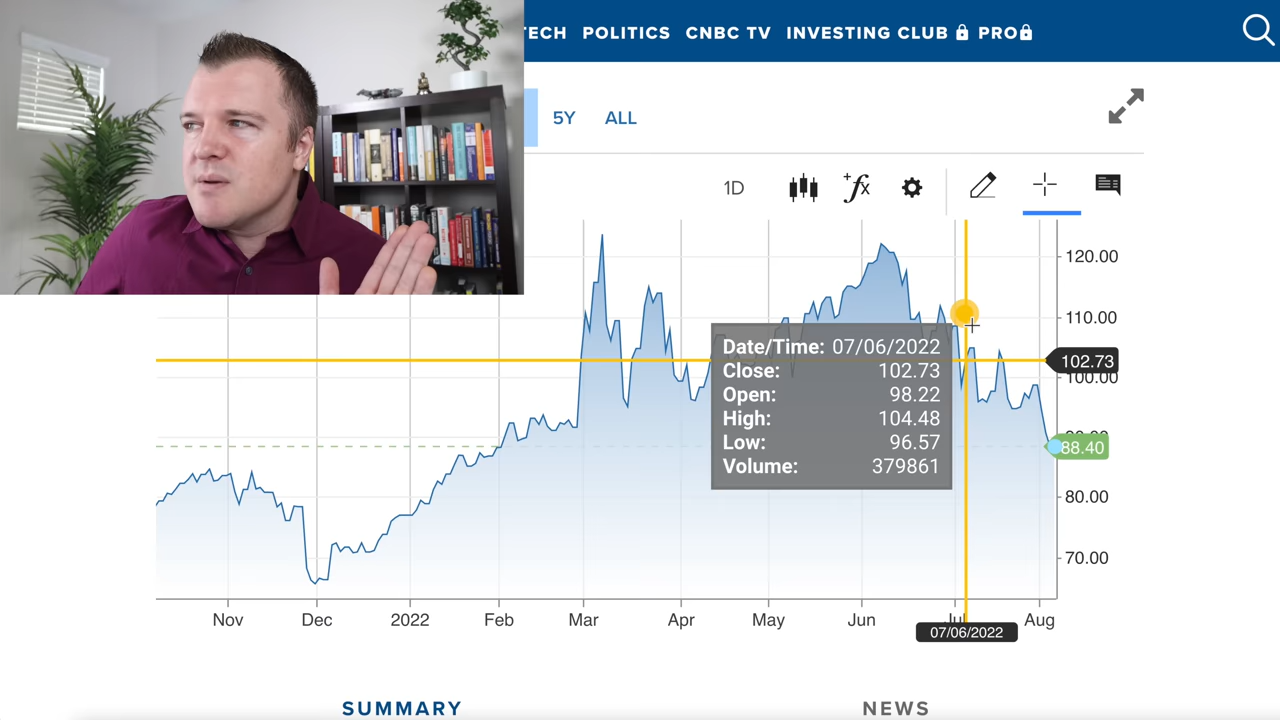 TECH POLITICS CNBC TV INVESTING CLUB PRO
5Y ALL
1D
120.00
110.00
102.73
100.00
88.40
80.00
70.00
Date/Time: 07/06/2022
Close: 102.73
Open: 98.22
High: 104.48
Low: 96.57
Volume: 379861
Nov Dec 2022 Feb Mar Apr May Jun Jul Aug
07/06/2022
SUMMARY NEWS